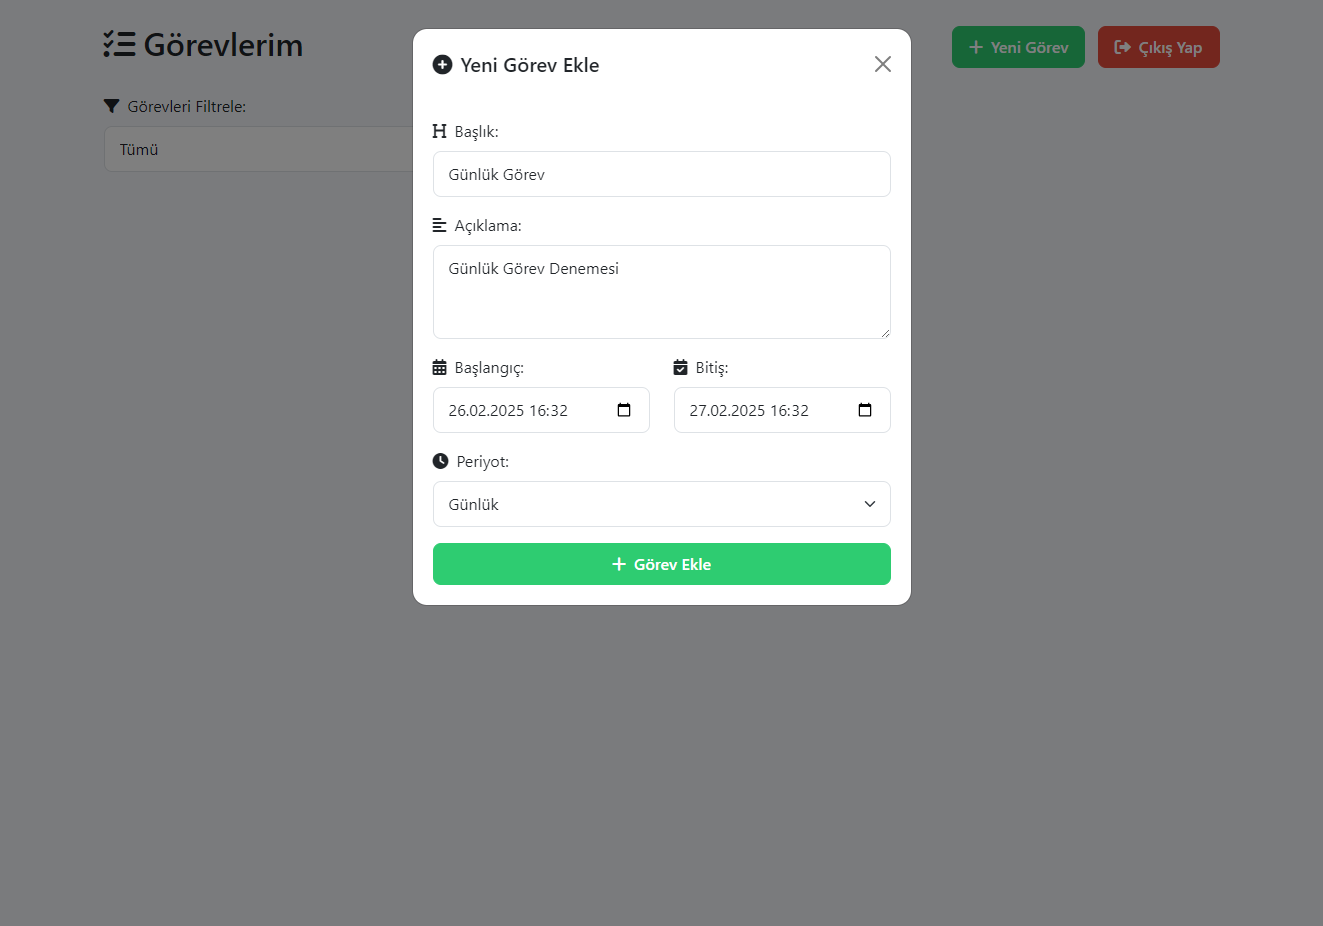 Görevlerim
Yeni Görev
Çıkış Yap
Görevleri Filtrele:
Tümü
Yeni Görev Ekle
Başlık:
Günlük Görev
Açıklama:
Günlük Görev Denemesi
Başlangıç:
Bitiş:
26.02.2025 16:32
27.02.2025 16:32
Periyot:
Günlük
Görev Ekle